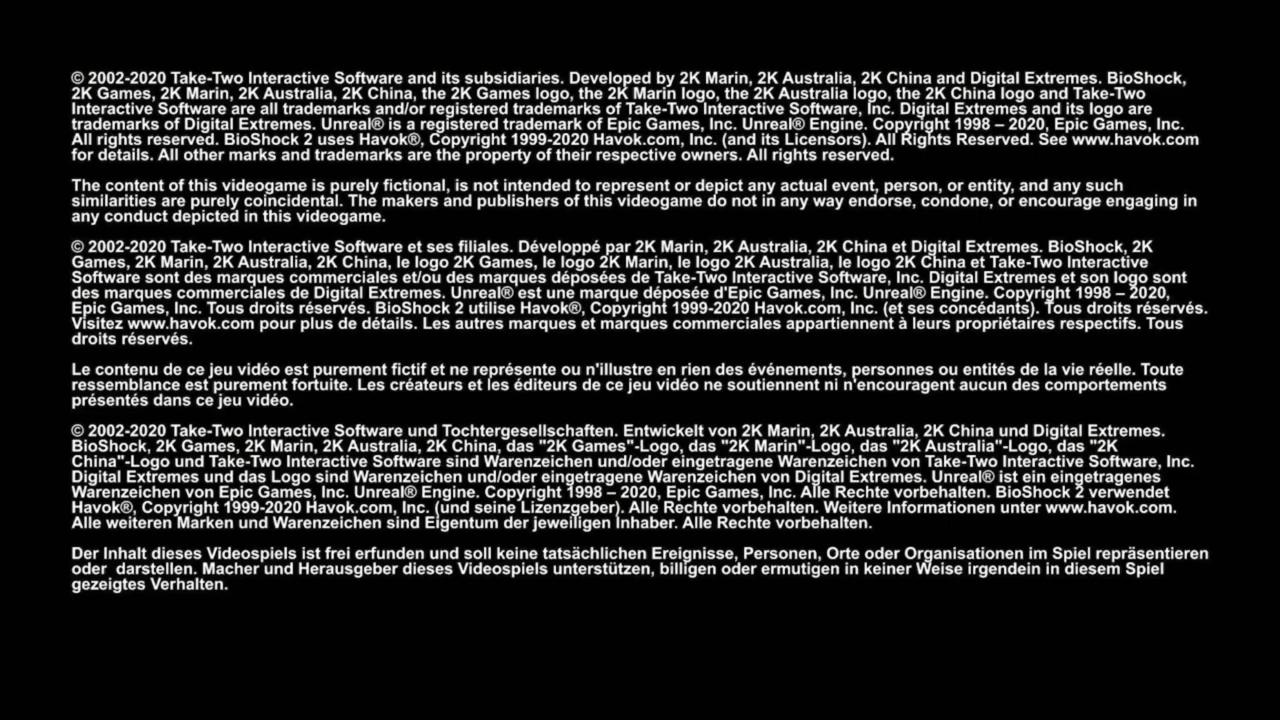 © 2002-2020 Take-Two Interactive Software and its subsidiaries. Developed by 2K Marin, 2K Australia, 2K China and Digital Extremes. BioShock,
2K Games, 2K Marin, 2K Australia, 2K China, the 2K Games logo, the 2K Marin logo, the 2K Australia logo, the 2K China logo and Take-Two
Interactive Software are all trademarks and/or registered trademarks of Take-Two Interactive Software, Inc. Digital Extremes and its logo are
trademarks of Digital Extremes. Unreal® is a registered trademark of Epic Games, Inc. Unreal® Engine. Copyright 1998 – 2020, Epic Games, Inc.
All rights reserved. BioShock 2 uses Havok®, Copyright 1999-2020 Havok.com, Inc. (and its Licensors). All Rights Reserved. See www.havok.com
for details. All other marks and trademarks are the property of their respective owners. All rights reserved.
The content of this videogame is purely fictional, is not intended to represent or depict any actual event, person, or entity, and any such
similarities are purely coincidental. The makers and publishers of this videogame do not in any way endorse, condone, or encourage engaging in
any conduct depicted in this videogame.
© 2002-2020 Take-Two Interactive Software et ses filiales. Développé par 2K Marin, 2K Australia, 2K China et Digital Extremes. BioShock, 2K
Games, 2K Marin, 2K Australia, 2K China, le logo 2K Games, le logo 2K Marin, le logo 2K Australia, le logo 2K China et Take-Two Interactive
Software sont des marques commerciales et/ou des marques déposées de Take-Two Interactive Software, Inc. Digital Extremes et son logo sont
des marques commerciales de Digital Extremes. Unreal® est une marque déposée d'Epic Games, Inc. Unreal® Engine. Copyright 1998 – 2020,
Epic Games, Inc. Tous droits réservés. BioShock 2 utilise Havok®, Copyright 1999-2020 Havok.com, Inc. (et ses concédants). Tous droits réservés.
Visitez www.havok.com pour plus de détails. Les autres marques et marques commerciales appartiennent à leurs propriétaires respectifs. Tous
droits réservés.
Le contenu de ce jeu vidéo est purement fictif et ne représente ou n'illustre en rien des événements, personnes ou entités de la vie réelle. Toute
ressemblance est purement fortuite. Les créateurs et les éditeurs de ce jeu vidéo ne soutiennent ni n'encouragent aucun des comportements
présentés dans ce jeu vidéo.
© 2002-2020 Take-Two Interactive Software und Tochtergesellschaften. Entwickelt von 2K Marin, 2K Australia, 2K China und Digital Extremes.
BioShock, 2K Games, 2K Marin, 2K Australia, 2K China, das "2K Games"-Logo, das "2K Marin"-Logo, das "2K Australia"-Logo, das "2K
China"-Logo und Take-Two Interactive Software sind Warenzeichen und/oder eingetragene Warenzeichen von Take-Two Interactive Software, Inc.
Digital Extremes und das Logo sind Warenzeichen und/oder eingetragene Warenzeichen von Digital Extremes. Unreal® ist ein eingetragenes
Warenzeichen von Epic Games, Inc. Unreal® Engine. Copyright 1998 – 2020, Epic Games, Inc. Alle Rechte vorbehalten. BioShock 2 verwendet
Havok®, Copyright 1999-2020 Havok.com, Inc. (und seine Lizenzgeber). Alle Rechte vorbehalten. Weitere Informationen unter www.havok.com.
Alle weiteren Marken und Warenzeichen sind Eigentum der jeweiligen Inhaber. Alle Rechte vorbehalten.
Der Inhalt dieses Videospiels ist frei erfunden und soll keine tatsächlichen Ereignisse, Personen, Orte oder Organisationen im Spiel repräsentieren
oder  darstellen. Macher und Herausgeber dieses Videospiels unterstützen, billigen oder ermutigen in keiner Weise irgendein in diesem Spiel
gezeigtes Verhalten.